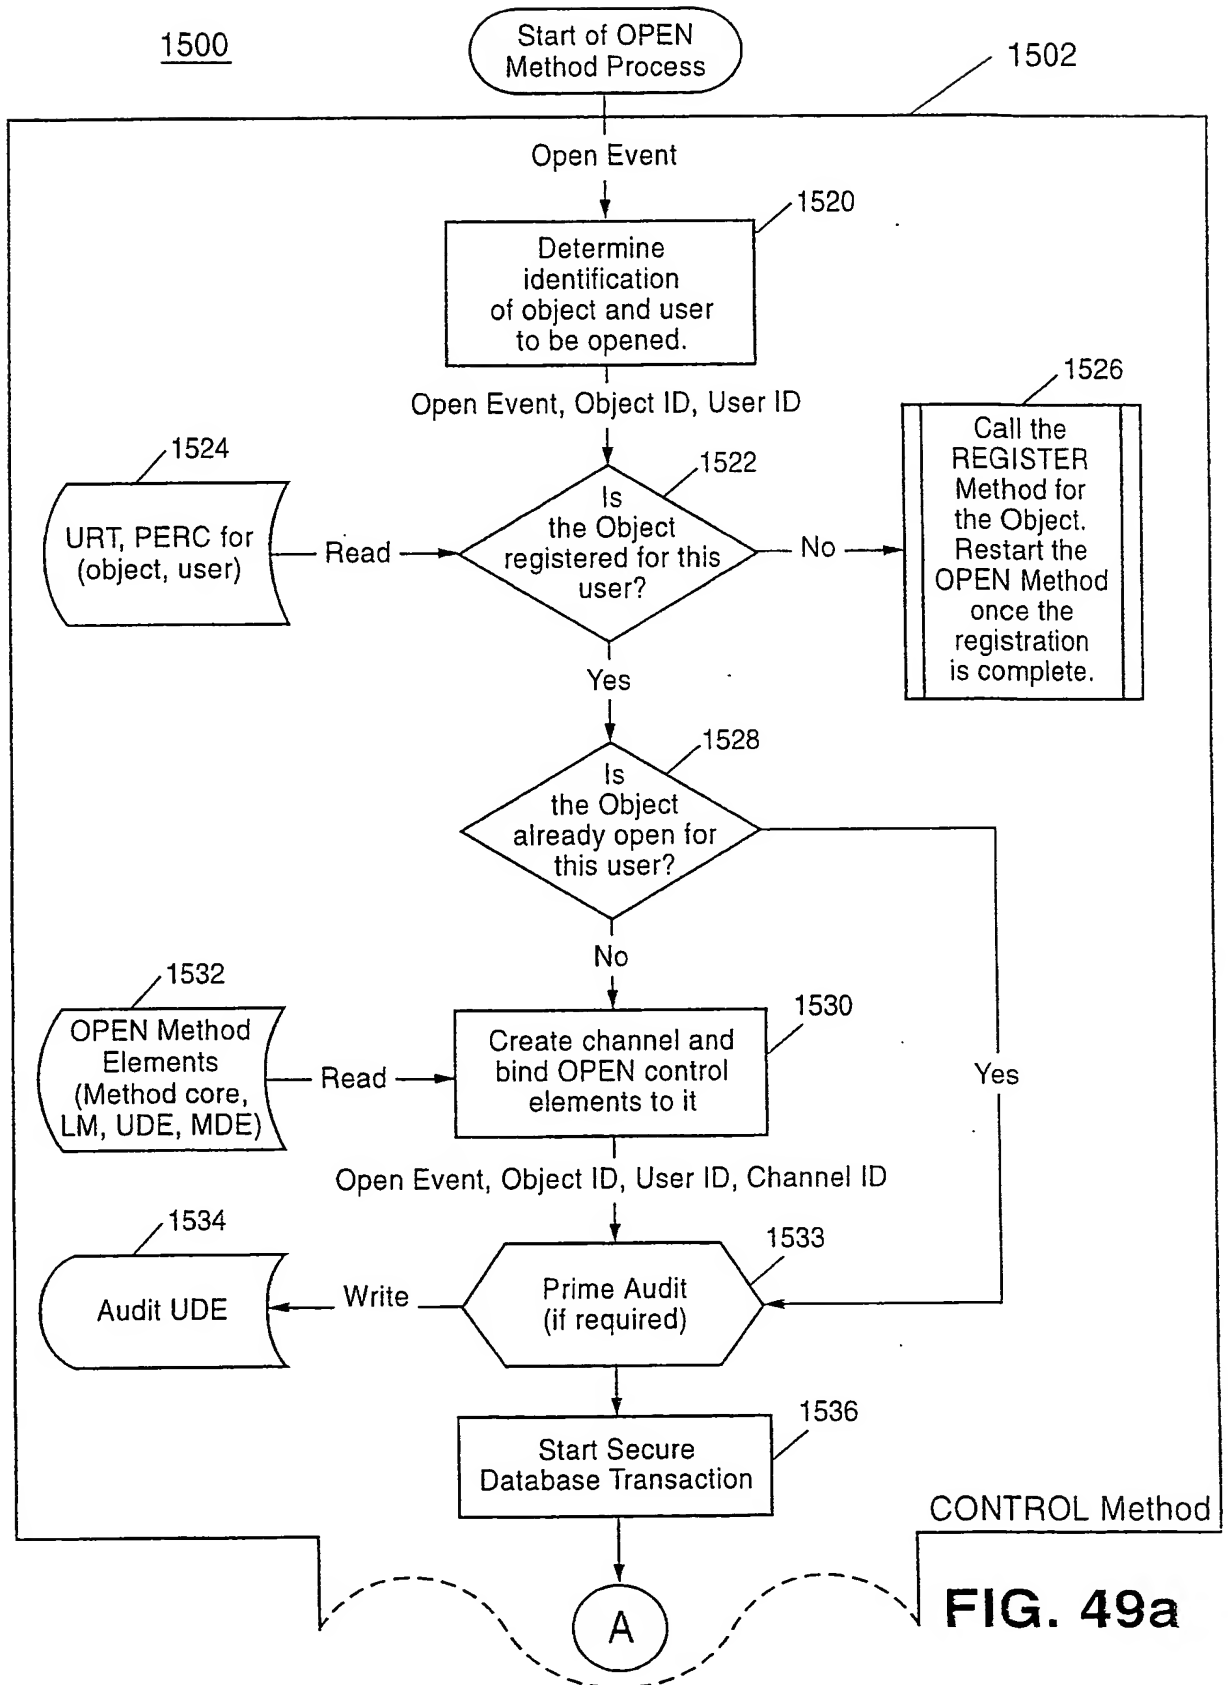 1500
Start of OPEN
Method Process
1502
Open Event
1520
Determine
identification
of object and user
to be opened.
Open Event, Object ID, User ID
1526
Call the
REGISTER
Method for
the Object.
Restart the
OPEN Method
once the
registration
is complete.
1524
URT, PERC for
(object, user)
Read
1522
Is
the Object
registered for this
user?
No
Yes
1528
Is
the Object
already open for
this user?
No
Yes
1532
OPEN Method
Elements
(Method core,
LM, UDE, MDE)
Read
1530
Create channel and
bind OPEN control
elements to it
Open Event, Object ID, User ID, Channel ID
1534
Audit UDE
Write
1533
Prime Audit
(if required)
1536
Start Secure
Database Transaction
CONTROL Method
A
FIG. 49a